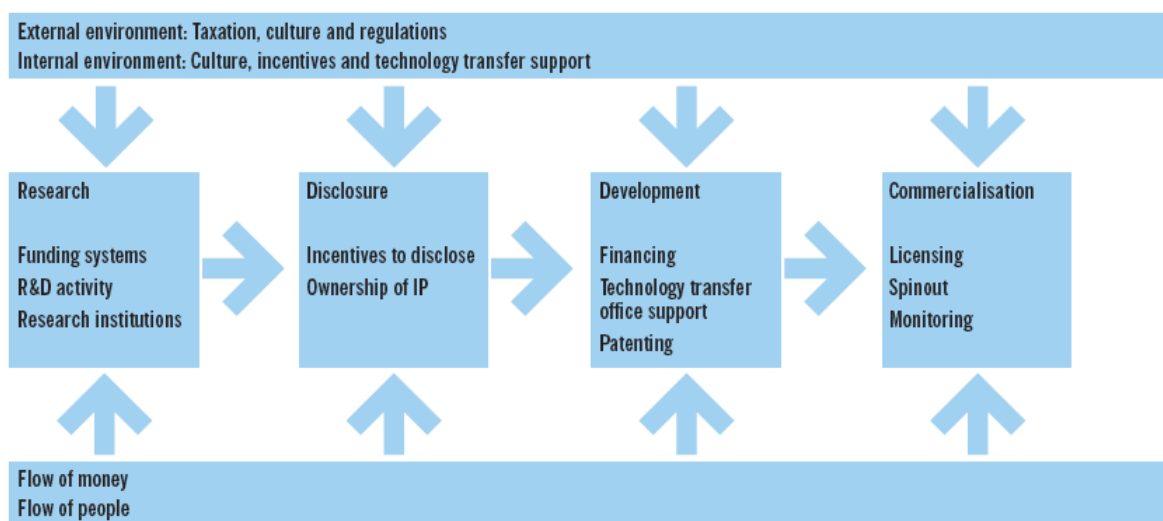 External environment: Taxation, culture and regulations
Internal environment: Culture, incentives and technology transfer support
Research
Funding systems
R&D activity
Research institutions
Disclosure
Incentives to disclose
Ownership of IP
Development
Financing
Technology transfer
office support
Patenting
Commercialisation
Licensing
Spinout
Monitoring
Flow of money
Flow of people